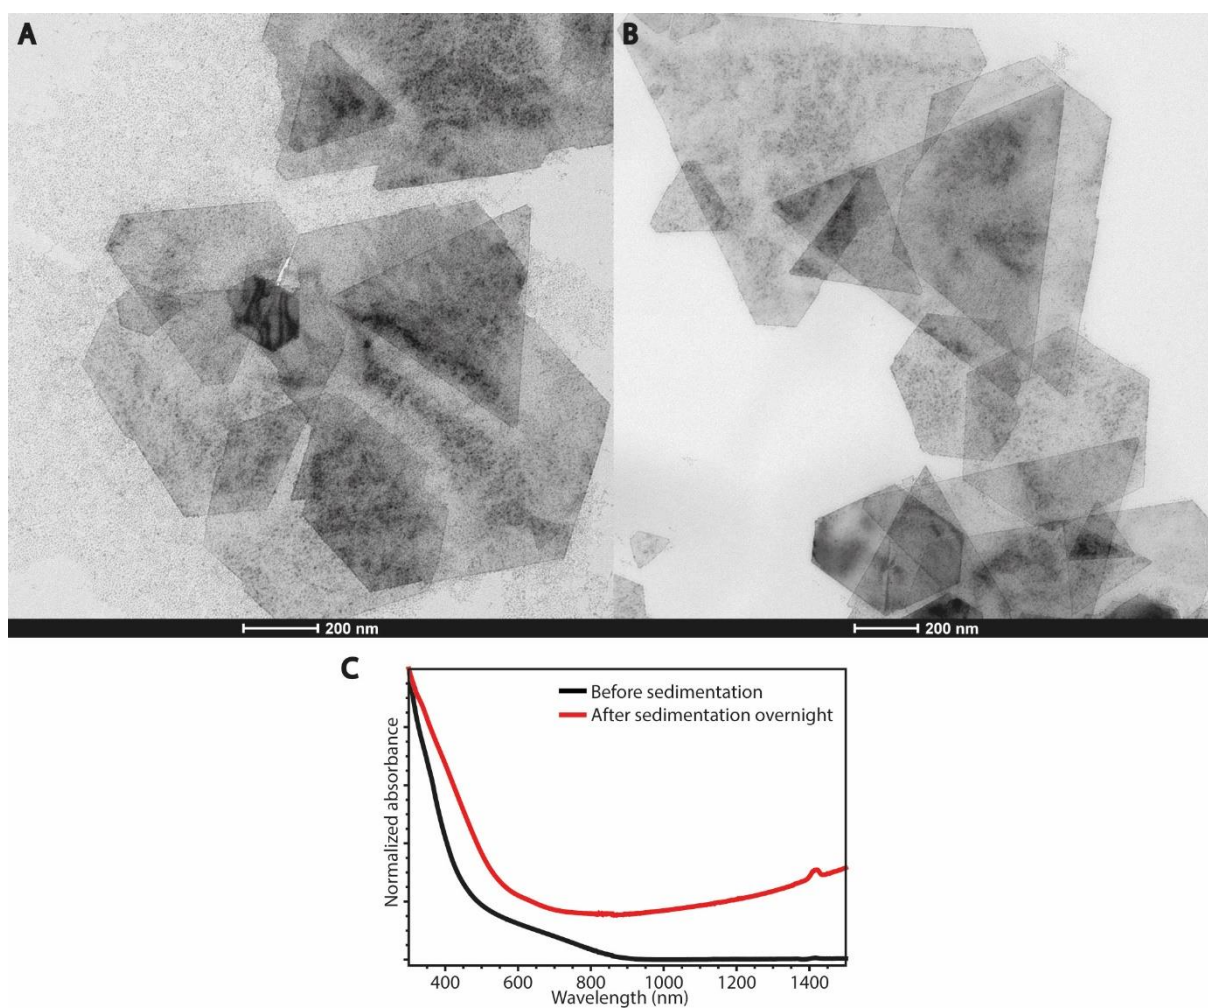 A
B
200 nm
200 nm
C
Before sedimentation
After sedimentation overnight
Normalized absorbance
400 600 800 1000 1200 1400
Wavelength (nm)